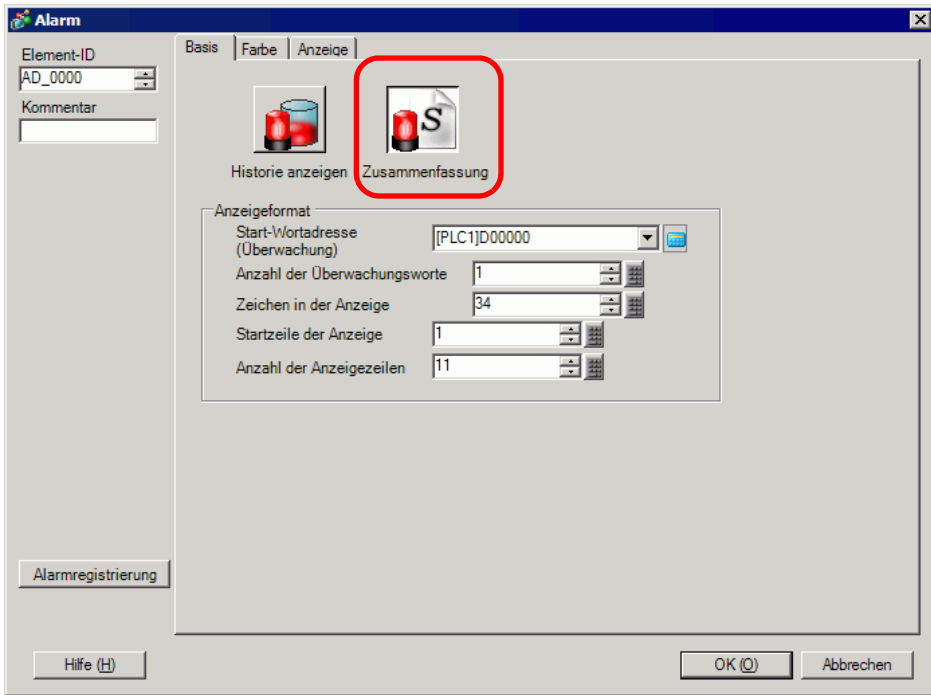 Alarm
Element-ID
AD_0000
Kommentar
Basis Farbe Anzeige
S
Historie anzeigen Zusammenfassung
Anzeigeformat
Start-Wortadresse
(Überwachung)
[PLC1]D00000
Anzahl der Überwachungsworte 1
Zeichen in der Anzeige 34
Startzeile der Anzeige 1
Anzahl der Anzeigezeilen 11
Alarmregistrierung
Hilfe (H) OK (O) Abbrechen